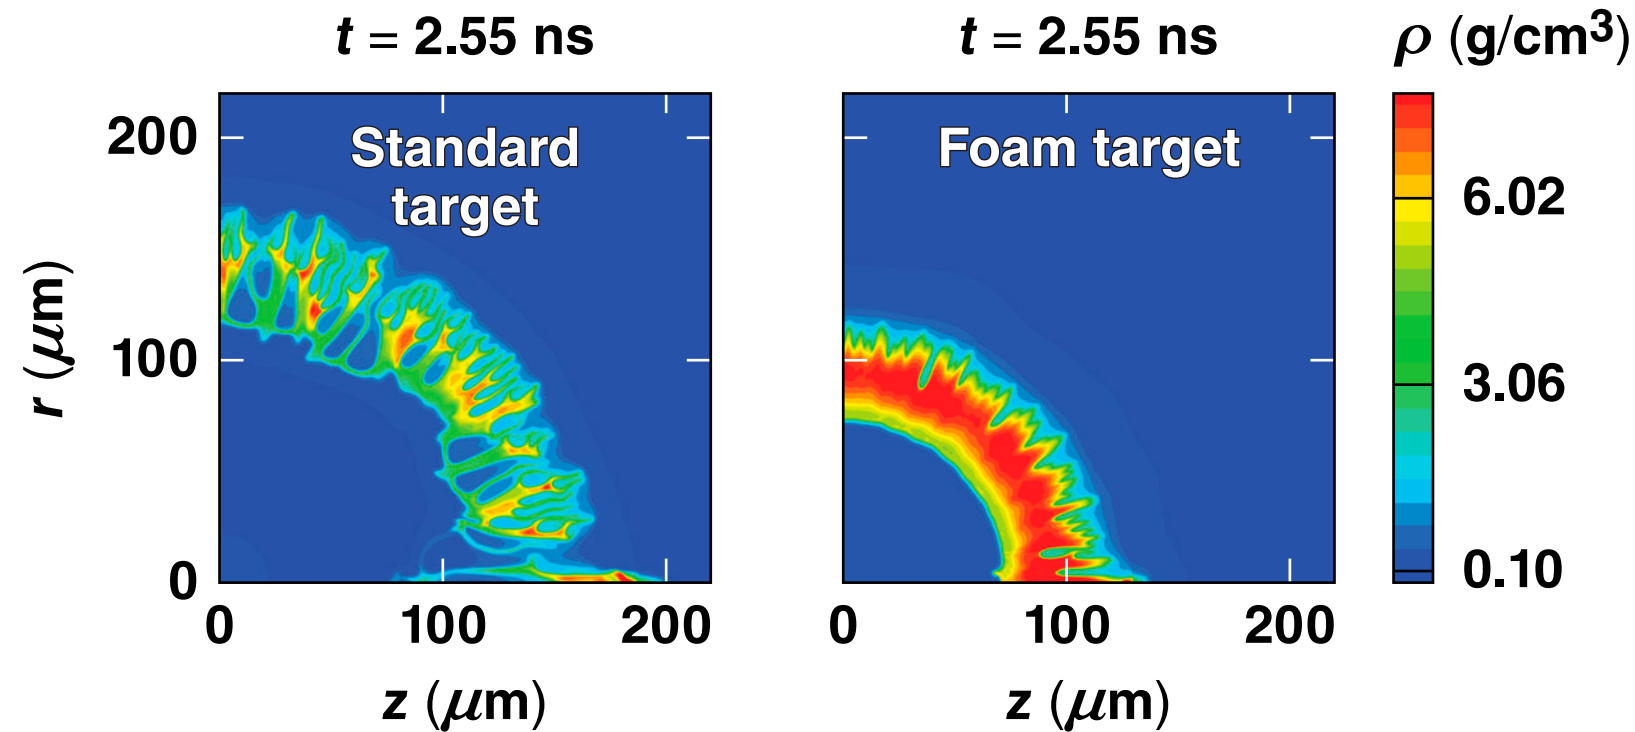 t = 2.55 ns
t = 2.55 ns
ρ (g/cm³)
Standard
target
Foam target
200
100
0
r (μm)
0 100 200
z (μm)
0 100 200
z (μm)
6.02
3.06
0.10